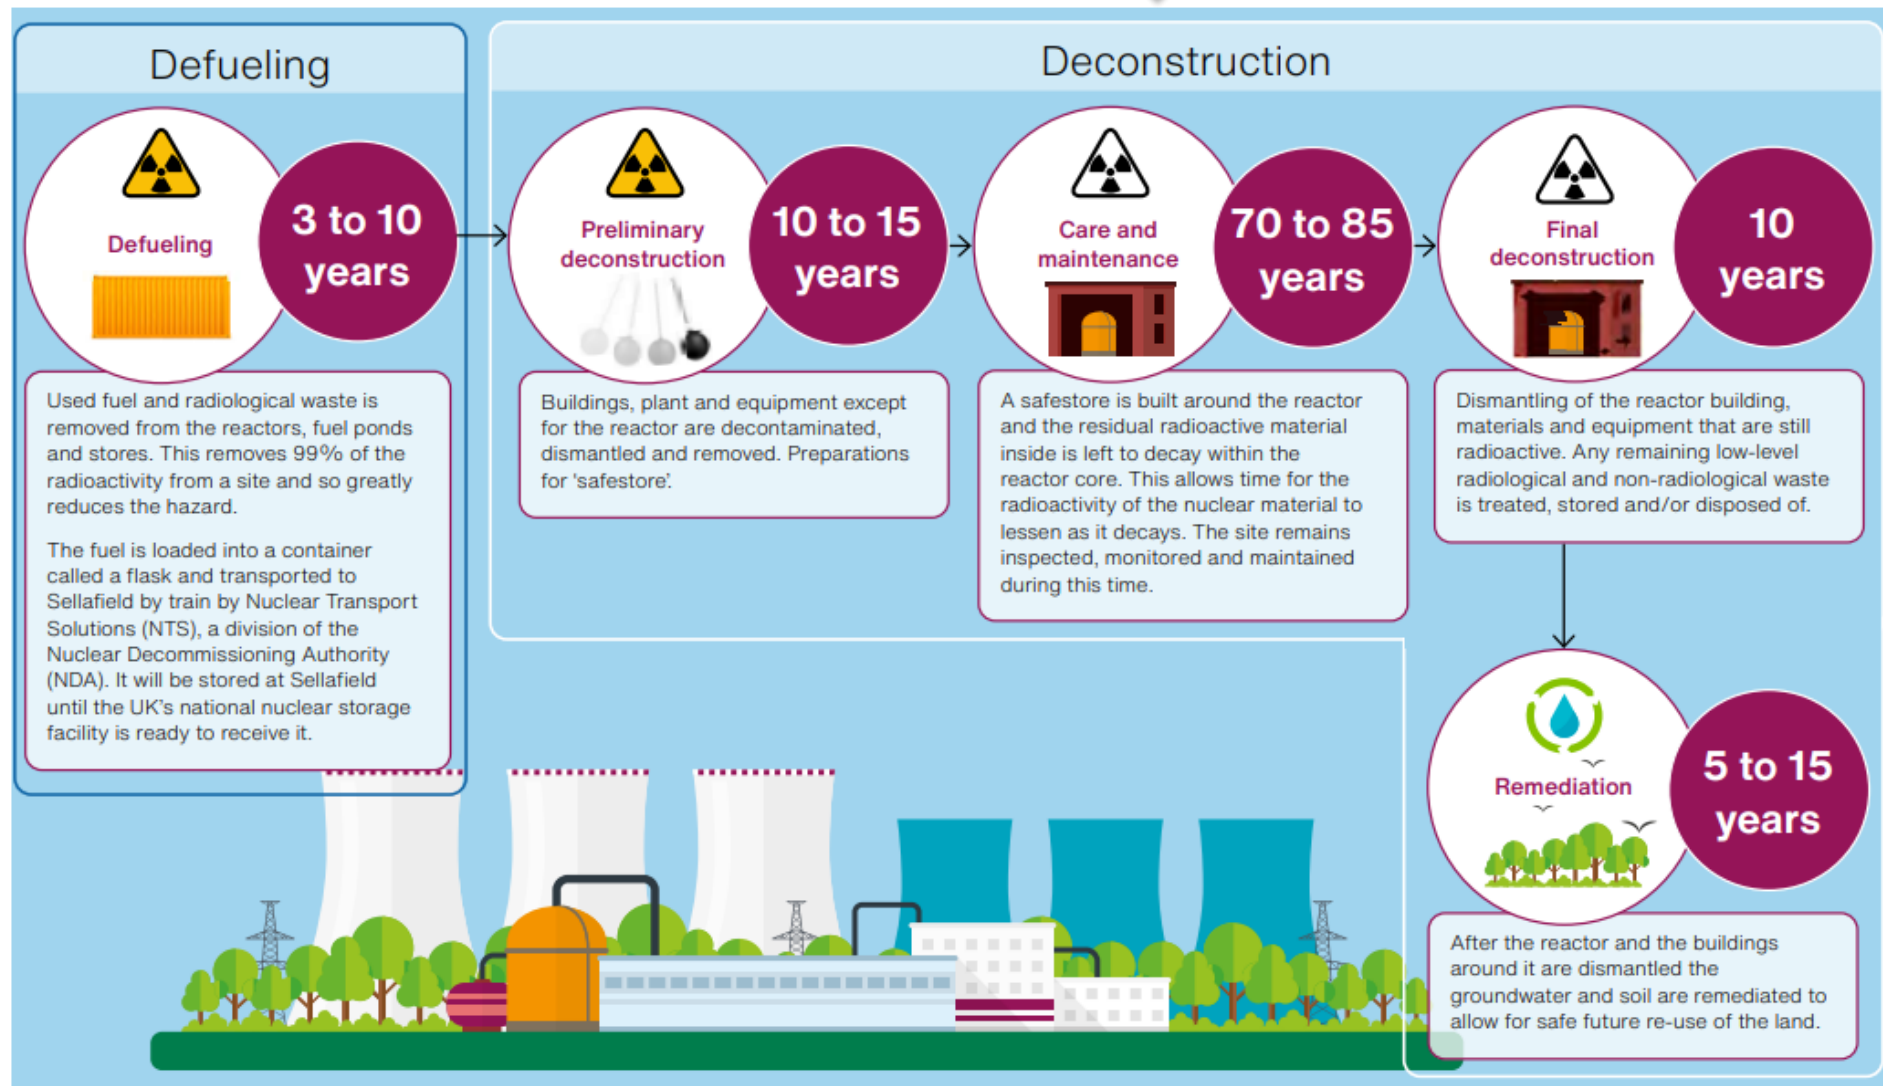 Defueling
Defueling
3 to 10
years
Used fuel and radiological waste is
removed from the reactors, fuel ponds
and stores. This removes 99% of the
radioactivity from a site and so greatly
reduces the hazard.
The fuel is loaded into a container
called a flask and transported to
Sellafield by train by Nuclear Transport
Solutions (NTS), a division of the
Nuclear Decommissioning Authority
(NDA). It will be stored at Sellafield
until the UK's national nuclear storage
facility is ready to receive it.
Deconstruction
Preliminary
deconstruction
10 to 15
years
Buildings, plant and equipment except
for the reactor are decontaminated,
dismantled and removed. Preparations
for 'safestore'.
Care and
maintenance
70 to 85
years
A safestore is built around the reactor
and the residual radioactive material
inside is left to decay within the
reactor core. This allows time for the
radioactivity of the nuclear material to
lessen as it decays. The site remains
inspected, monitored and maintained
during this time.
Final
deconstruction
10
years
Dismantling of the reactor building,
materials and equipment that are still
radioactive. Any remaining low-level
radiological and non-radiological waste
is treated, stored and/or disposed of.
Remediation
5 to 15
years
After the reactor and the buildings
around it are dismantled the
groundwater and soil are remediated to
allow for safe future re-use of the land.